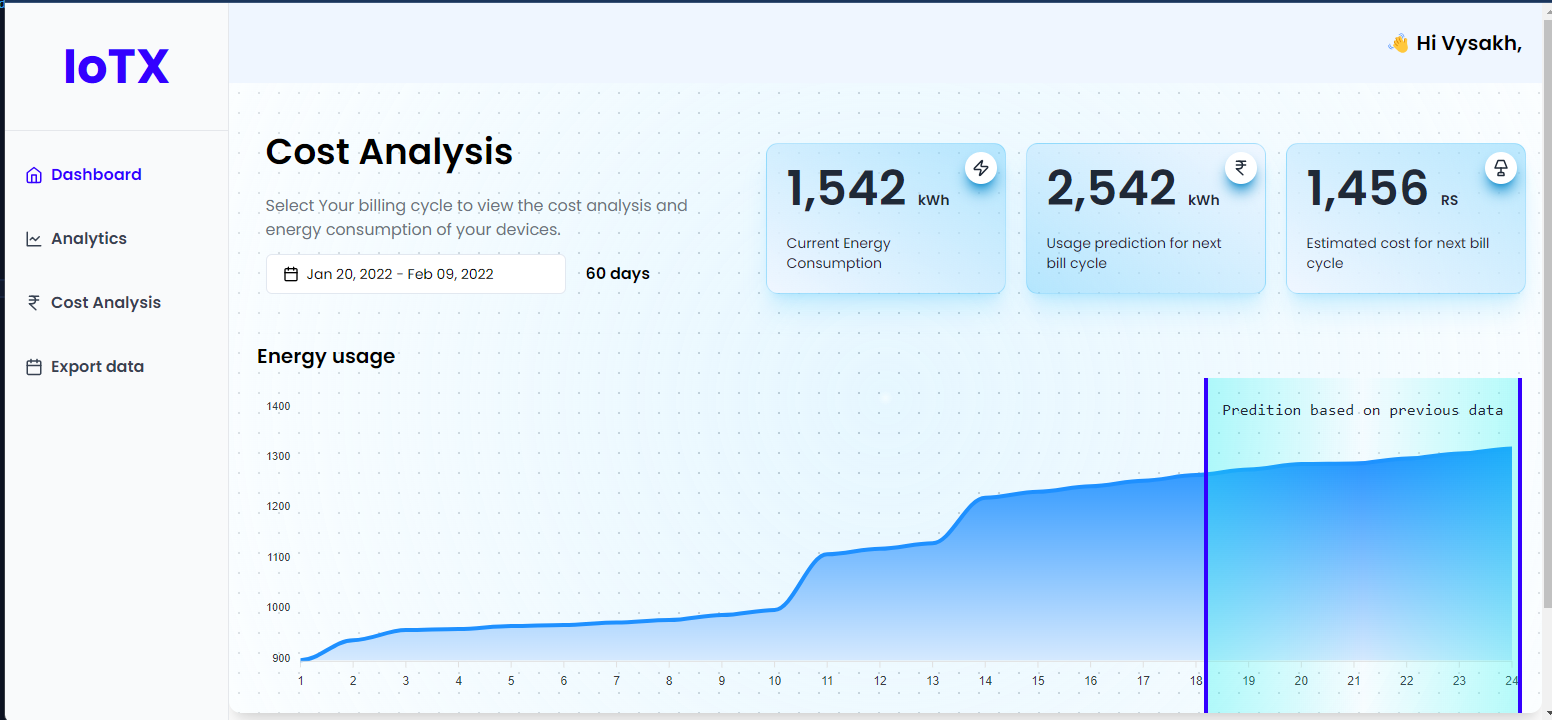 IoTX
👋 Hi Vysakh,
Dashboard
Analytics
Cost Analysis
Export data
Cost Analysis
Select Your billing cycle to view the cost analysis and
energy consumption of your devices.
Jan 20, 2022 - Feb 09, 2022
60 days
1,542 kWh
Current Energy
Consumption
2,542 kWh
Usage prediction for next
bill cycle
1,456 RS
Estimated cost for next bill
cycle
Energy usage
Predition based on previous data
1400
1300
1200
1100
1000
900
1 2 3 4 5 6 7 8 9 10 11 12 13 14 15 16 17 18 19 20 21 22 23 24